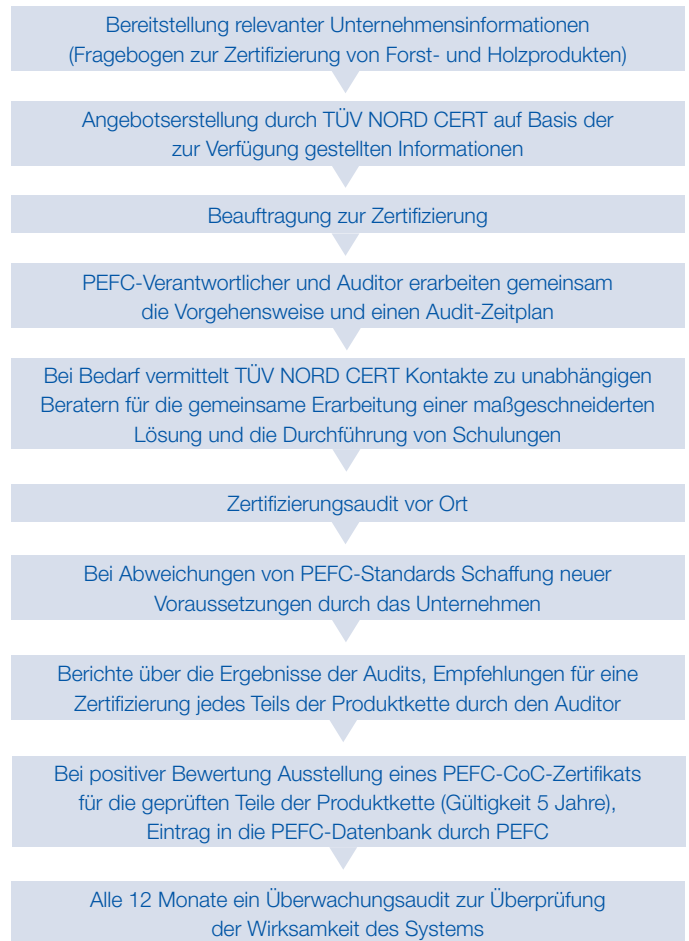 Bereitstellung relevanter Unternehmensinformationen
(Fragebogen zur Zertifizierung von Forst- und Holzprodukten)
Angebotserstellung durch TÜV NORD CERT auf Basis der
zur Verfügung gestellten Informationen
Beauftragung zur Zertifizierung
PEFC-Verantwortlicher und Auditor erarbeiten gemeinsam
die Vorgehensweise und einen Audit-Zeitplan
Bei Bedarf vermittelt TÜV NORD CERT Kontakte zu unabhängigen
Beratern für die gemeinsame Erarbeitung einer maßgeschneiderten
Lösung und die Durchführung von Schulungen
Zertifizierungsaudit vor Ort
Bei Abweichungen von PEFC-Standards Schaffung neuer
Voraussetzungen durch das Unternehmen
Berichte über die Ergebnisse der Audits, Empfehlungen für eine
Zertifizierung jedes Teils der Produktkette durch den Auditor
Bei positiver Bewertung Ausstellung eines PEFC-CoC-Zertifikats
für die geprüften Teile der Produktkette (Gültigkeit 5 Jahre),
Eintrag in die PEFC-Datenbank durch PEFC
Alle 12 Monate ein Überwachungsaudit zur Überprüfung
der Wirksamkeit des Systems